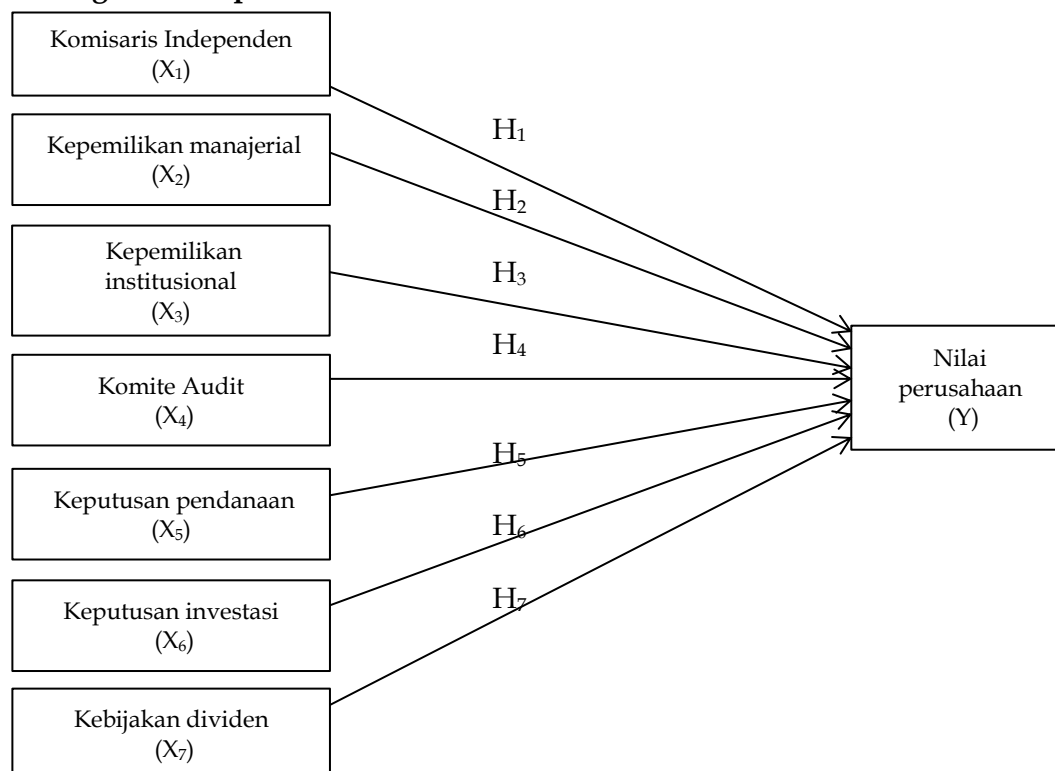 Komisaris Independen
(X₁)
H₁
Kepemilikan manajerial
(X₂)
H₂
Kepemilikan
institusional
(X₃)
H₃
H₄
Komite Audit
(X₄)
Nilai
perusahaan
(Y)
H₅
Keputusan pendanaan
(X₅)
H₆
Keputusan investasi
(X₆)
H₇
Kebijakan dividen
(X₇)